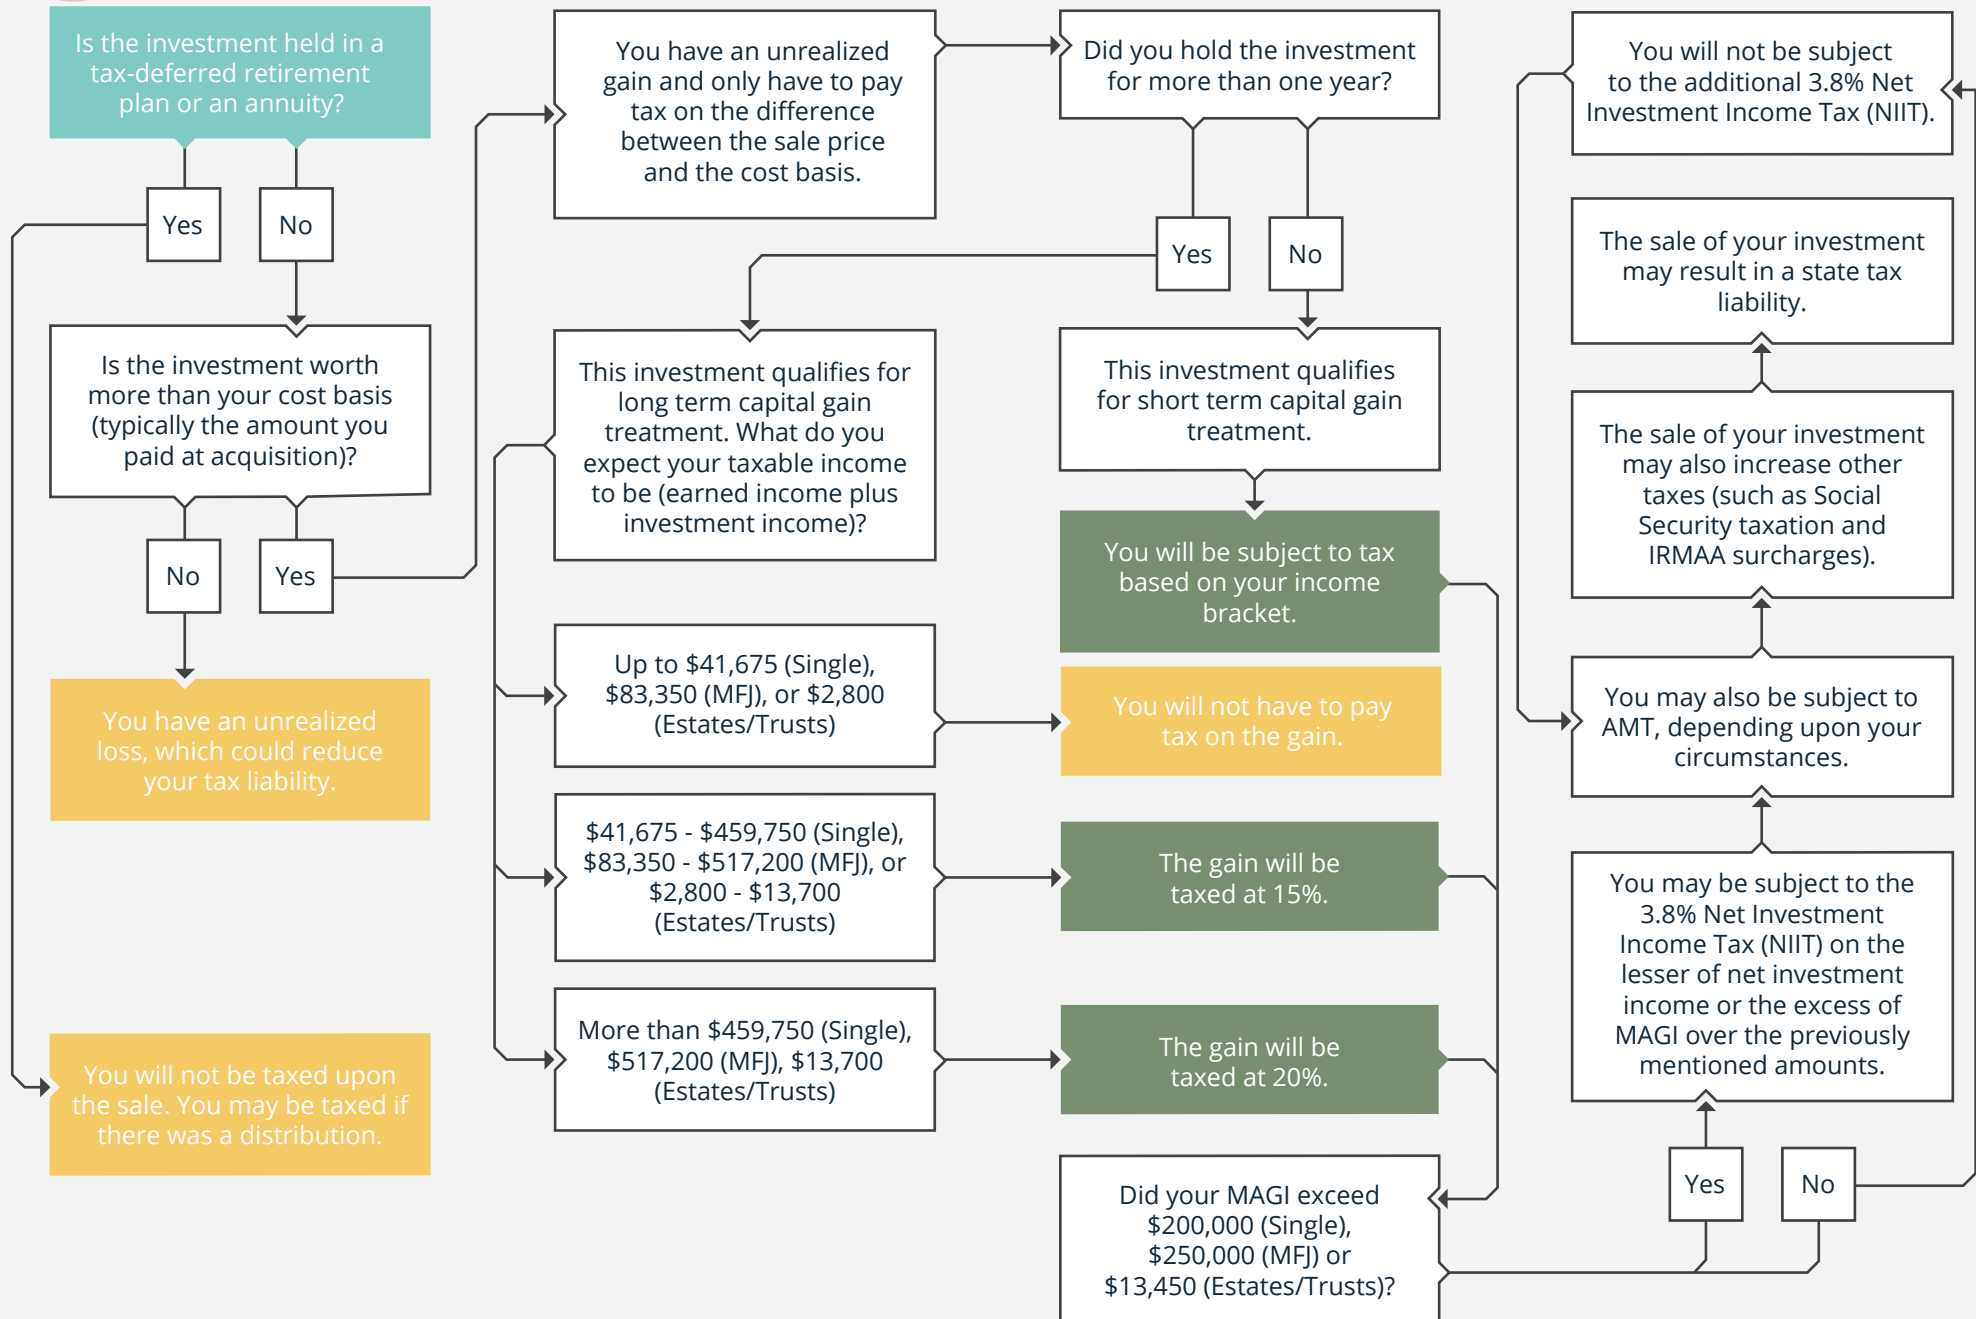 Is the investment held in a
tax-deferred retirement
plan or an annuity?
Yes
No
Is the investment worth
more than your cost basis
(typically the amount you
paid at acquisition)?
No
Yes
You have an unrealized
loss, which could reduce
your tax liability.
You will not be taxed upon
the sale. You may be taxed if
there was a distribution.
You have an unrealized
gain and only have to pay
tax on the difference
between the sale price
and the cost basis.
Did you hold the investment
for more than one year?
Yes
No
This investment qualifies for
long term capital gain
treatment. What do you
expect your taxable income
to be (earned income plus
investment income)?
This investment qualifies
for short term capital gain
treatment.
You will be subject to tax
based on your income
bracket.
Up to $41,675 (Single),
$83,350 (MFJ), or $2,800
(Estates/Trusts)
You will not have to pay
tax on the gain.
$41,675 - $459,750 (Single),
$83,350 - $517,200 (MFJ), or
$2,800 - $13,700
(Estates/Trusts)
The gain will be
taxed at 15%.
More than $459,750 (Single),
$517,200 (MFJ), $13,700
(Estates/Trusts)
The gain will be
taxed at 20%.
Did your MAGI exceed
$200,000 (Single),
$250,000 (MFJ) or
$13,450 (Estates/Trusts)?
Yes
No
You will not be subject
to the additional 3.8% Net
Investment Income Tax (NIIT).
The sale of your investment
may result in a state tax
liability.
The sale of your investment
may also increase other
taxes (such as Social
Security taxation and
IRMAA surcharges).
You may also be subject to
AMT, depending upon your
circumstances.
You may be subject to the
3.8% Net Investment
Income Tax (NIIT) on the
lesser of net investment
income or the excess of
MAGI over the previously
mentioned amounts.